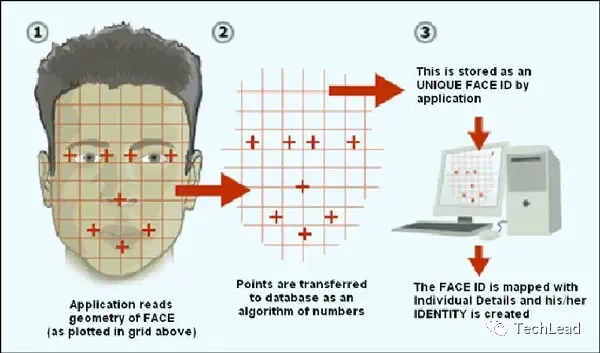 1
2
3
This is stored as an
UNIQUE FACE ID by
application
Application reads
geometry of FACE
(as plotted in grid above)
Points are transferred
to database as an
algorithm of numbers
The FACE ID is mapped with
Individual Details and his/her
IDENTITY is created
TechLead